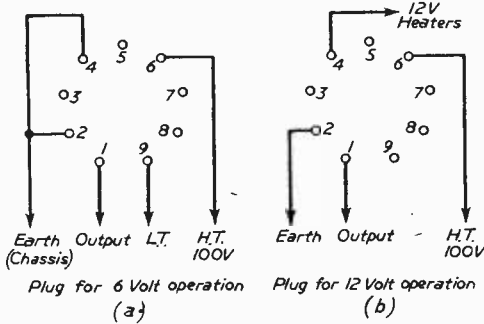 12V
Heaters
4
5
6
3
7
2
8
1
9
Earth
(Chassis)
Output
L.T.
H.T.
100V
Plug for 6 Volt operation
(a)
4
5
6
3
7
2
8
1
9
Earth
Output
H.T.
100V
Plug for 12 Volt operation
(b)